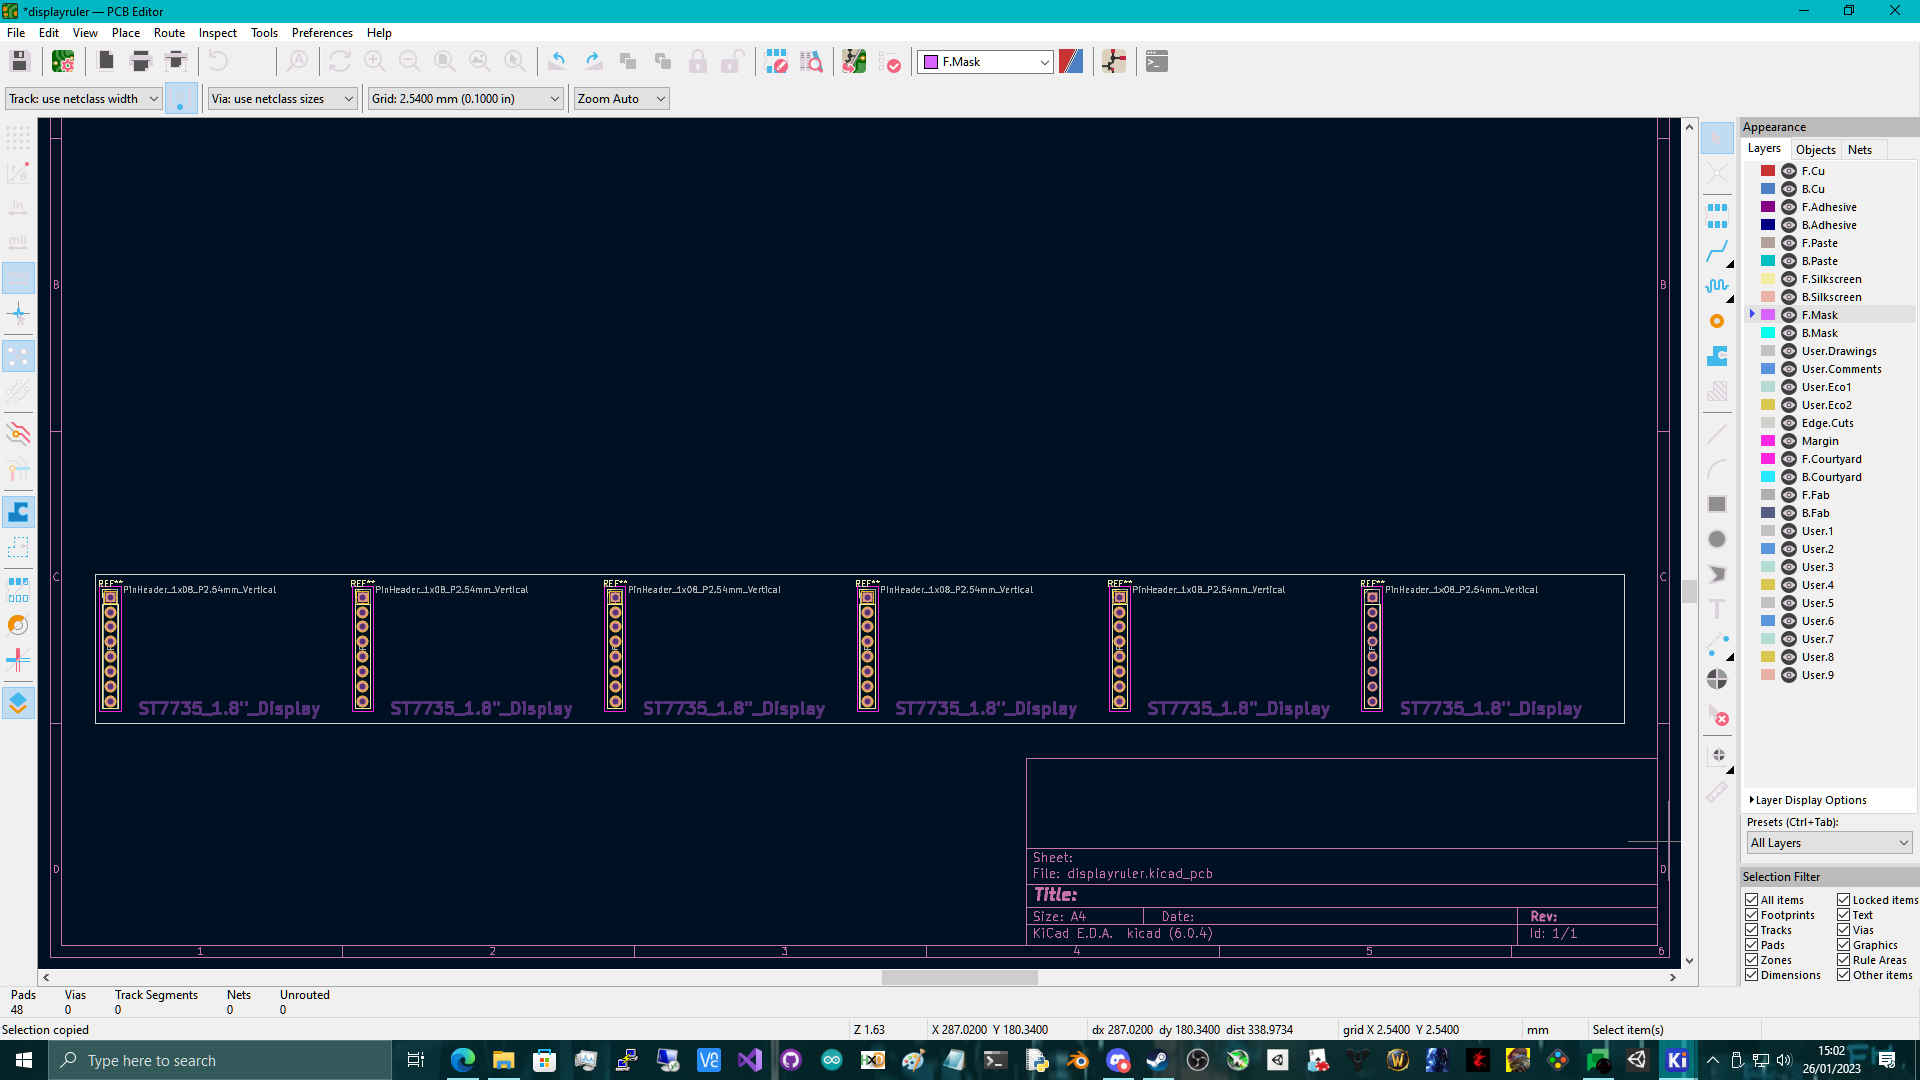 *displayruler — PCB Editor
File Edit View Place Route Inspect Tools Preferences Help
F.Mask
Track: use netclass width Via: use netclass sizes Grid: 2.5400 mm (0.1000 in) Zoom Auto
in
mil
Appearance
Layers Objects Nets
F.Cu
B.Cu
F.Adhesive
B.Adhesive
F.Paste
B.Paste
F.Silkscreen
B.Silkscreen
F.Mask
B.Mask
User.Drawings
User.Comments
User.Eco1
User.Eco2
Edge.Cuts
Margin
F.Courtyard
B.Courtyard
F.Fab
B.Fab
User.1
User.2
User.3
User.4
User.5
User.6
User.7
User.8
User.9
Layer Display Options
Presets (Ctrl+Tab):
All Layers
Selection Filter
All items Locked items
Footprints Text
Tracks Vias
Pads Graphics
Zones Rule Areas
Dimensions Other items
B B
C C
REF** REF** REF** REF** REF** REF**
PinHeader_1x08_P2.54mm_Vertical PinHeader_1x08_P2.54mm_Vertical PinHeader_1x08_P2.54mm_Vertical PinHeader_1x08_P2.54mm_Vertical PinHeader_1x08_P2.54mm_Vertical PinHeader_1x08_P2.54mm_Vertical
ST7735_1.8"_Display ST7735_1.8"_Display ST7735_1.8"_Display ST7735_1.8"_Display ST7735_1.8"_Display ST7735_1.8"_Display
D D
Sheet:
File: displayruler.kicad_pcb
Title:
Size: A4 Date: Rev:
KiCad E.D.A. kicad (6.0.4) Id: 1/1
1 2 3 4 5 6
Pads Vias Track Segments Nets Unrouted
48 0 0 0 0
Selection copied Z 1.63 X 287.0200 Y 180.3400 dx 287.0200 dy 180.3400 dist 338.9734 grid X 2.5400 Y 2.5400 mm Select item(s)
Type here to search
Ki
15:02
26/01/2023